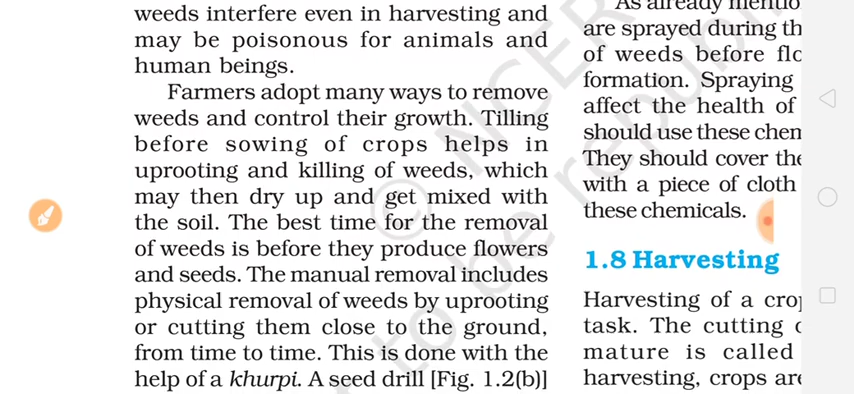 weeds interfere even in harvesting and
may be poisonous for animals and
human beings.
Farmers adopt many ways to remove
weeds and control their growth. Tilling
before sowing of crops helps in
uprooting and killing of weeds, which
may then dry up and get mixed with
the soil. The best time for the removal
of weeds is before they produce flowers
and seeds. The manual removal includes
physical removal of weeds by uprooting
or cutting them close to the ground,
from time to time. This is done with the
help of a khurpi. A seed drill [Fig. 1.2(b)]
As already
are sprayed during
of weeds before
formation. Spraying
affect the health of
should use these
They should cover
with a piece of cloth
these chemicals.
1.8 Harvesting
Harvesting of a
task. The cutting
mature is called
harvesting, crops
© NCER
to be repu